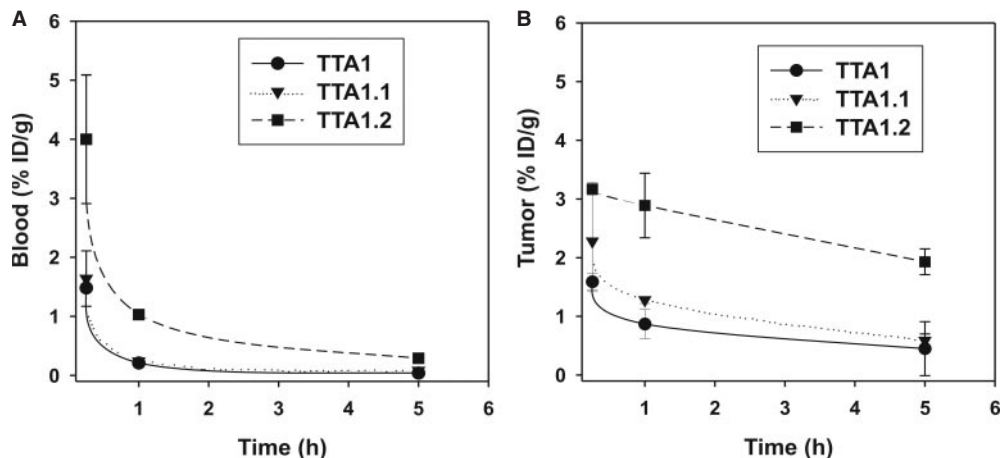 A
6
5
4
3
2
1
0
Blood (% ID/g)
TTA1
TTA1.1
TTA1.2
1 2 3 4 5 6
Time (h)
B
6
5
4
3
2
1
0
Tumor (% ID/g)
TTA1
TTA1.1
TTA1.2
1 2 3 4 5 6
Time (h)